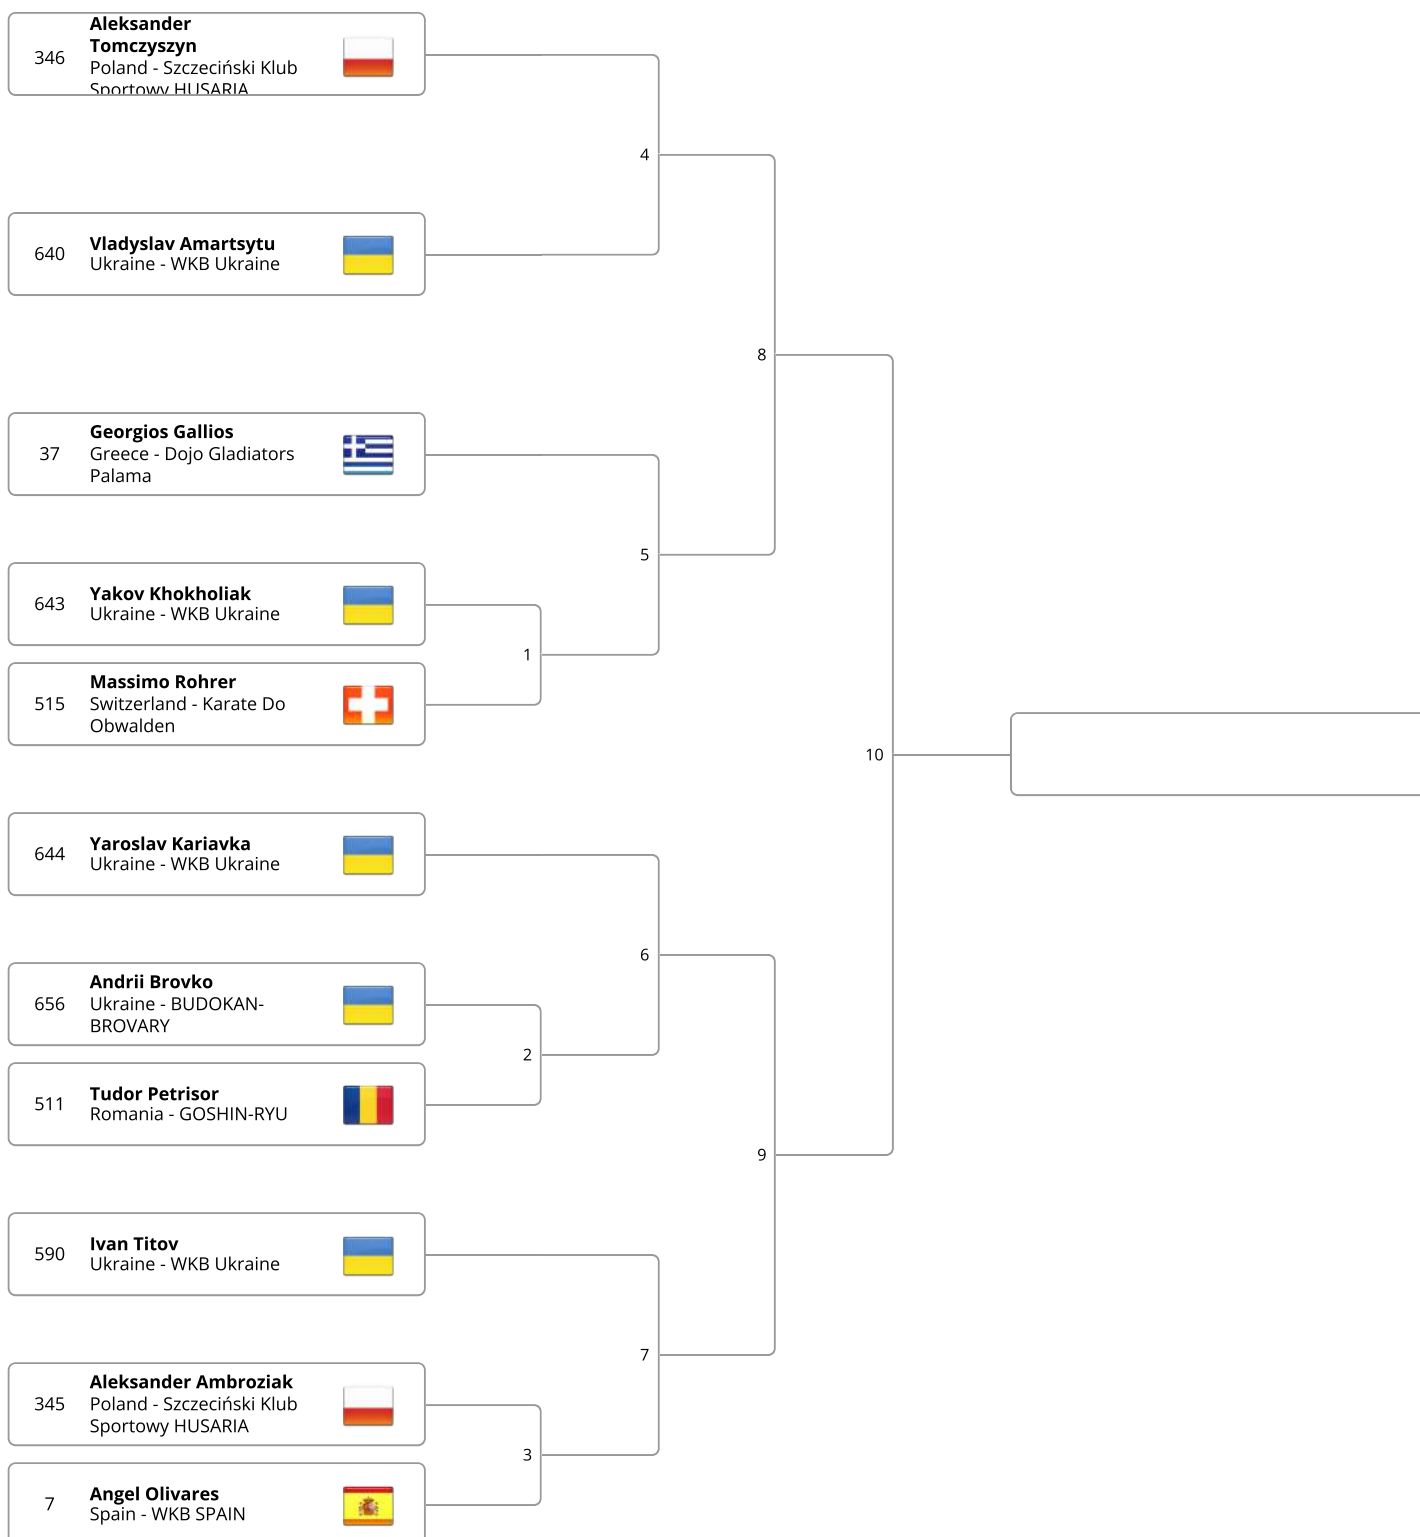 Aleksander
Tomczyszyn
346
Poland - Szczeciński Klub
Sportowy HUSARIA
4
640
Vladyslav Amartsytu
Ukraine - WKB Ukraine
8
37
Georgios Gallios
Greece - Dojo Gladiators
Palama
5
643
Yakov Khokholiak
Ukraine - WKB Ukraine
1
515
Massimo Rohrer
Switzerland - Karate Do
Obwalden
10
644
Yaroslav Kariavka
Ukraine - WKB Ukraine
6
656
Andrii Brovko
Ukraine - BUDOKAN-
BROVARY
2
511
Tudor Petrisor
Romania - GOSHIN-RYU
9
590
Ivan Titov
Ukraine - WKB Ukraine
7
345
Aleksander Ambroziak
Poland - Szczeciński Klub
Sportowy HUSARIA
3
7
Angel Olivares
Spain - WKB SPAIN